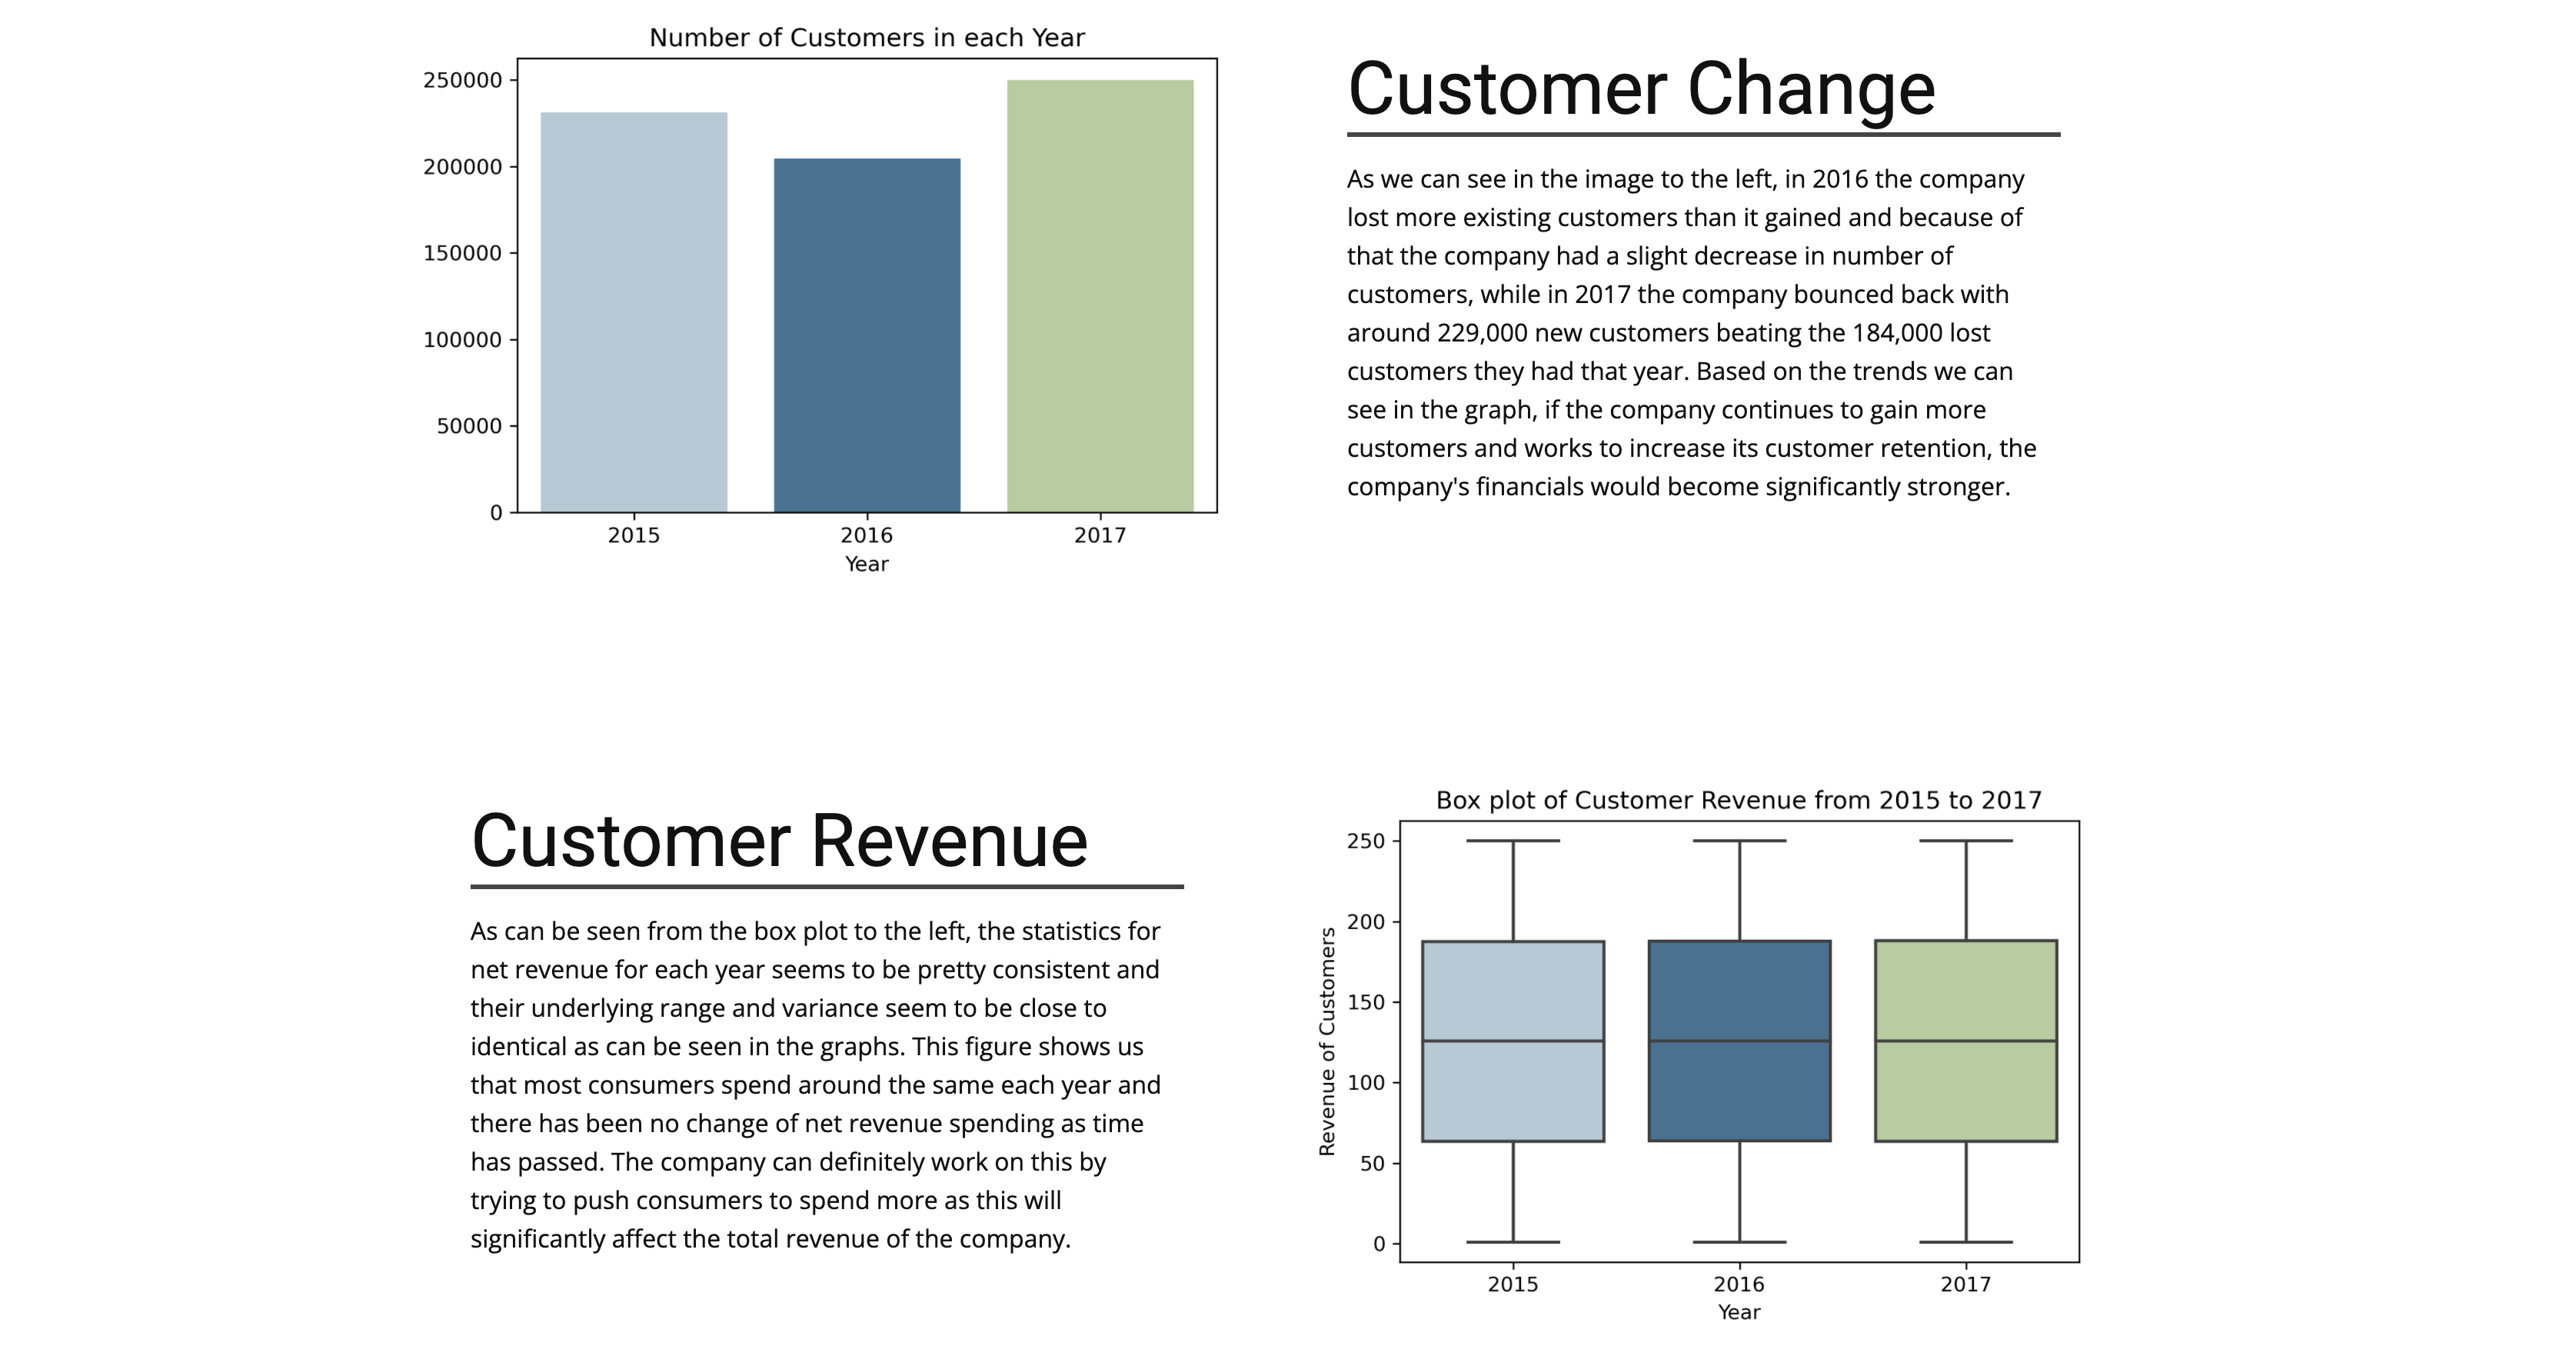 Number of Customers in each Year
250000
200000
150000
100000
50000
0
2015 2016 2017
Year
Customer Change
As we can see in the image to the left, in 2016 the company
lost more existing customers than it gained and because of
that the company had a slight decrease in number of
customers, while in 2017 the company bounced back with
around 229,000 new customers beating the 184,000 lost
customers they had that year. Based on the trends we can
see in the graph, if the company continues to gain more
customers and works to increase its customer retention, the
company's financials would become significantly stronger.
Customer Revenue
As can be seen from the box plot to the left, the statistics for
net revenue for each year seems to be pretty consistent and
their underlying range and variance seem to be close to
identical as can be seen in the graphs. This figure shows us
that most consumers spend around the same each year and
there has been no change of net revenue spending as time
has passed. The company can definitely work on this by
trying to push consumers to spend more as this will
significantly affect the total revenue of the company.
Box plot of Customer Revenue from 2015 to 2017
Revenue of Customers
250
200
150
100
50
0
2015 2016 2017
Year